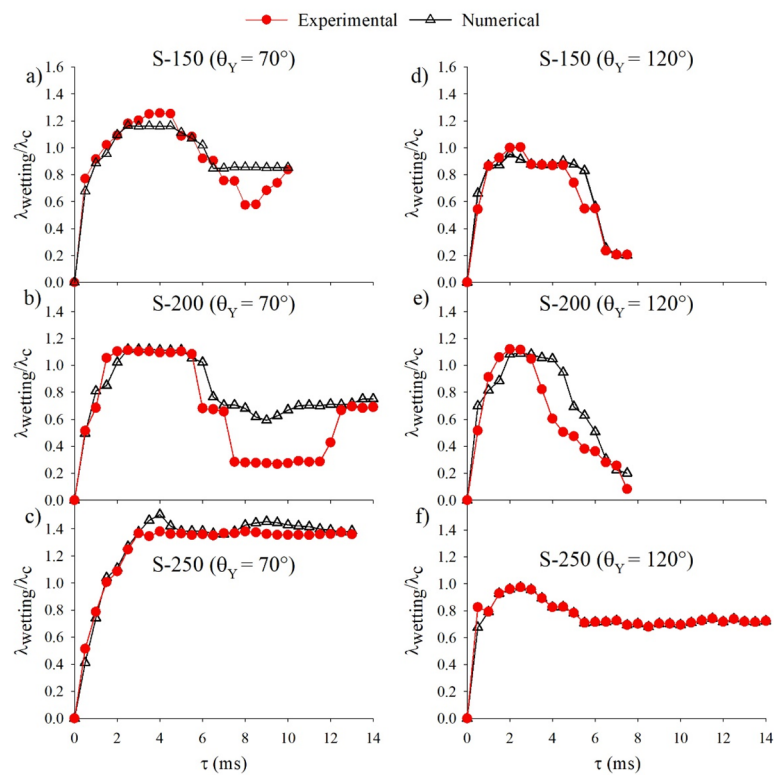 Experimental Numerical
a) S-150 (θY = 70°)
λwetting/λc
1.6
1.4
1.2
1.0
0.8
0.6
0.4
0.2
0.0
d) S-150 (θY = 120°)
λwetting/λc
1.6
1.4
1.2
1.0
0.8
0.6
0.4
0.2
0.0
b) S-200 (θY = 70°)
λwetting/λc
1.4
1.2
1.0
0.8
0.6
0.4
0.2
0.0
e) S-200 (θY = 120°)
λwetting/λc
1.4
1.2
1.0
0.8
0.6
0.4
0.2
0.0
c) S-250 (θY = 70°)
λwetting/λc
1.4
1.2
1.0
0.8
0.6
0.4
0.2
0.0
0 2 4 6 8 10 12 14
τ (ms)
f) S-250 (θY = 120°)
λwetting/λc
1.4
1.2
1.0
0.8
0.6
0.4
0.2
0.0
0 2 4 6 8 10 12 14
τ (ms)